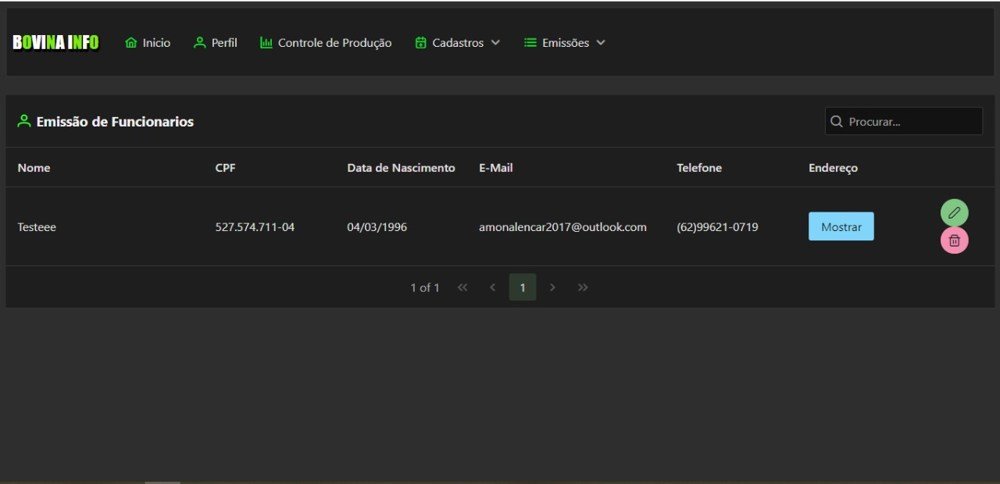 BOVINA INFO Inicio Perfil Controle de Produção Cadastros Emissões
Emissão de Funcionarios Procurar...
Nome CPF Data de Nascimento E-Mail Telefone Endereço
Testeee 527.574.711-04 04/03/1996 amonalencar2017@outlook.com (62)99621-0719 Mostrar
1 of 1 « ‹ 1 › »